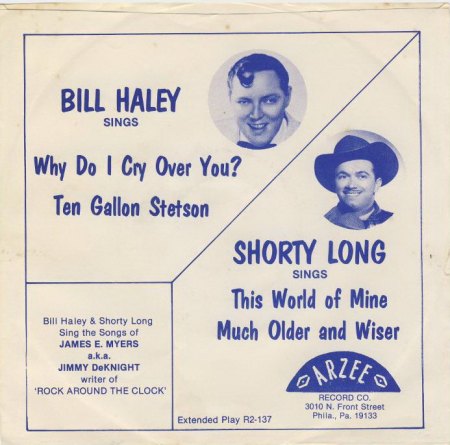 BILL HALEY
SINGS
Why Do I Cry Over You?
Ten Gallon Stetson
SHORTY LONG
SINGS
This World of Mine
Much Older and Wiser
Bill Haley & Shorty Long
Sing the Songs of
JAMES E. MYERS
a.k.a.
JIMMY DeKNIGHT
writer of
'ROCK AROUND THE CLOCK'
ARZEE
RECORD CO.
3010 N. Front Street
Phila., Pa. 19133
Extended Play R2-137